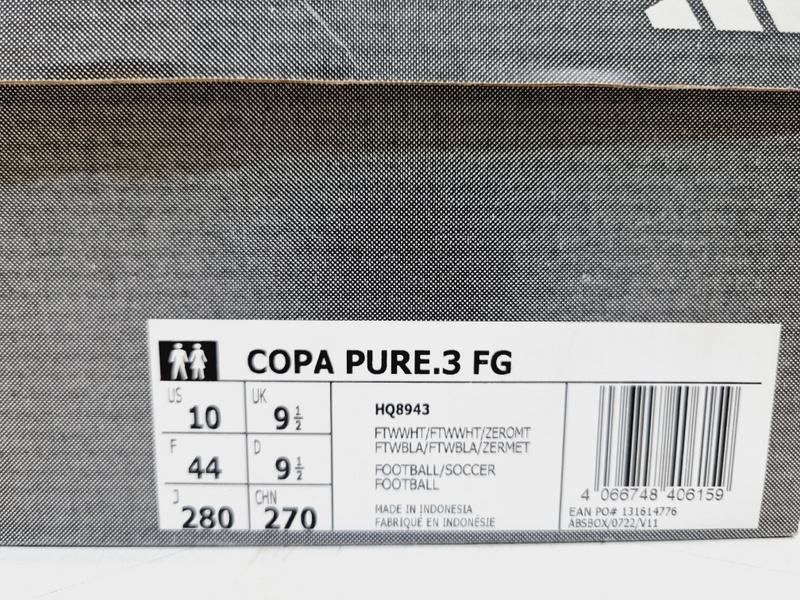 COPA PURE.3 FG
US 10 UK 9 1/2
F 44 D 9 1/2
J 280 CHN 270
HQ8943
FTWWHT/FTWWHT/ZEROMT
FTWBLA/FTWBLA/ZERMET
FOOTBALL/SOCCER
FOOTBALL
MADE IN INDONESIA
FABRIQUÉ EN INDONÉSIE
4 066748 406159
EAN PO# 131614776
ABSBOX/0722/V11